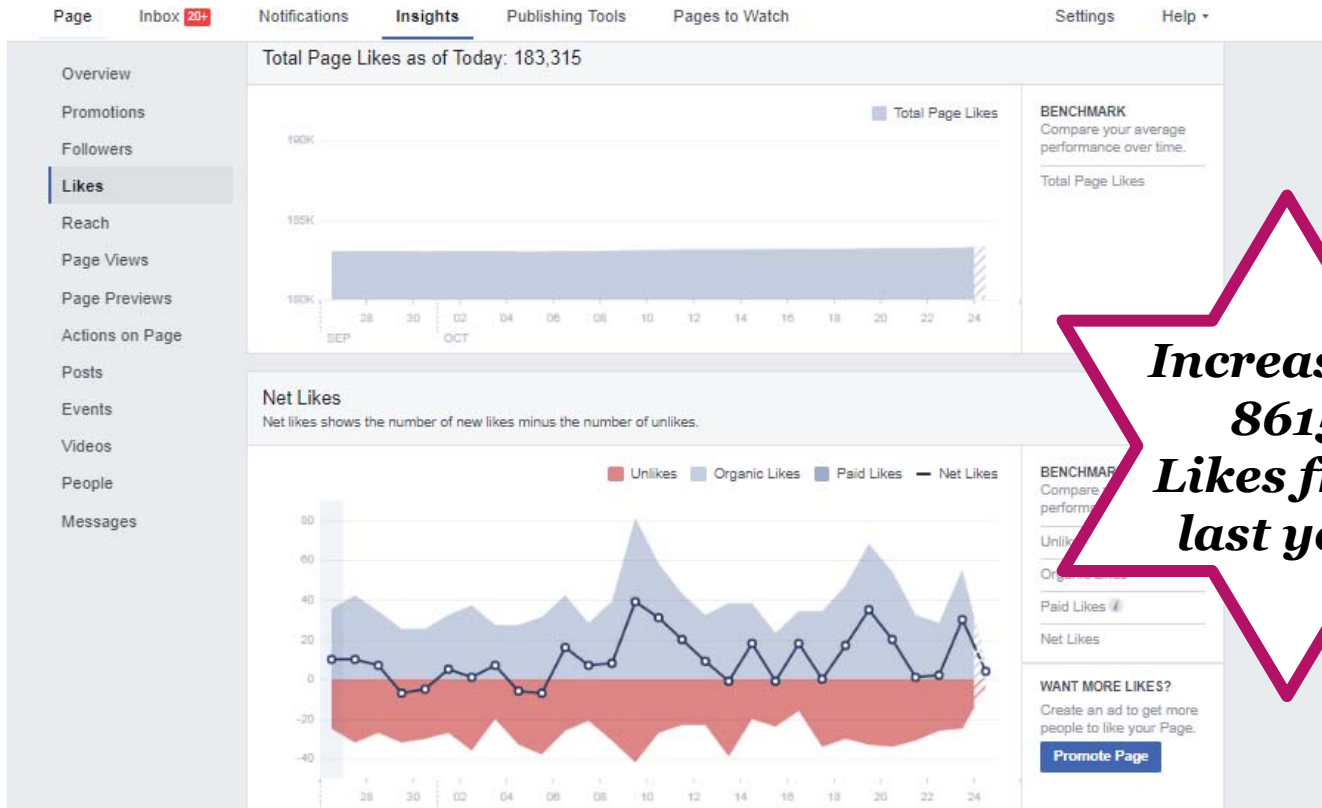 Page Inbox 20+ Notifications Insights Publishing Tools Pages to Watch Settings Help
Overview
Promotions
Followers
Likes
Reach
Page Views
Page Previews
Actions on Page
Posts
Events
Videos
People
Messages
Total Page Likes as of Today: 183,315
Total Page Likes
190K
185K
180K
28 30 02 04 06 08 10 12 14 16 18 20 22 24
SEP OCT
BENCHMARK
Compare your average
performance over time.
Total Page Likes
Net Likes
Net likes shows the number of new likes minus the number of unlikes.
Unlikes Organic Likes Paid Likes Net Likes
80
60
40
20
0
-20
-40
28 30 02 04 06 08 10 12 14 16 18 20 22 24
Compare
Paid Likes i
Net Likes
WANT MORE LIKES?
Create an ad to get more
people to like your Page.
Promote Page
8615
Likes
last